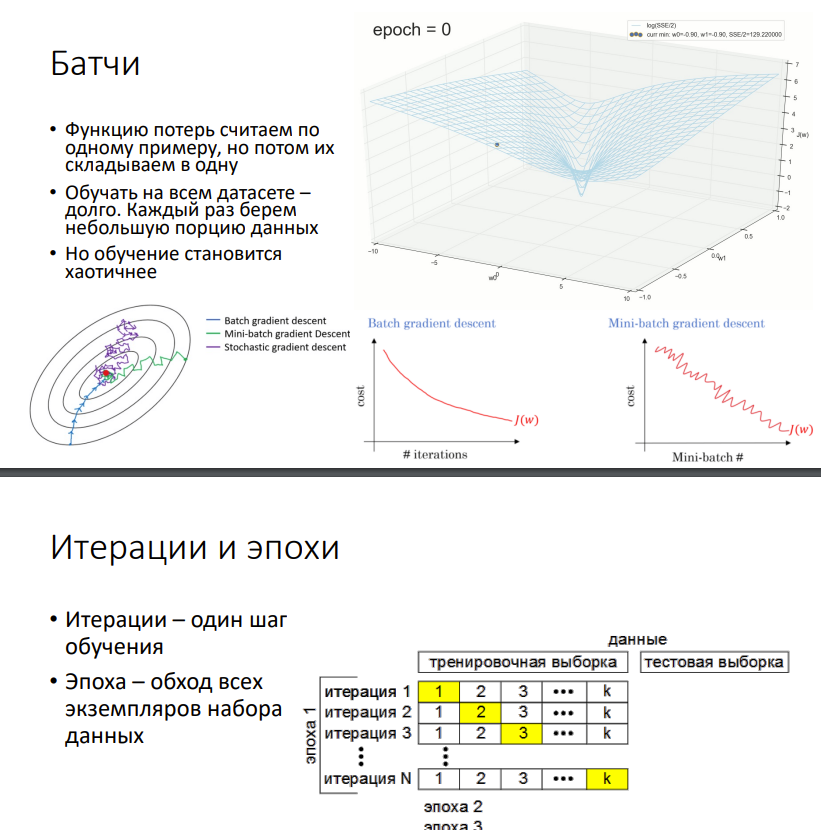 epoch = 0
log(SSE/2)
curr min: w0=-0.90, w1=-0.90, SSE/2=129.220000
Батчи
• Функцию потерь считаем по
одному примеру, но потом их
складываем в одну
• Обучать на всем датасете –
долго. Каждый раз берем
небольшую порцию данных
• Но обучение становится
хаотичнее
7
6
5
4
3
2
1
0
−1
−2
J(w)
−10
−5
w0
5
10
−1.0
−0.5
0.0
w1
0.5
1.0
Batch gradient descent
Mini-batch gradient Descent
Stochastic gradient descent
Batch gradient descent
cost
J(w)
# iterations
Mini-batch gradient descent
cost
J(w)
Mini-batch #
Итерации и эпохи
• Итерации – один шаг
обучения
• Эпоха – обход всех
экземпляров набора
данных
данные
тренировочная выборка тестовая выборка
эпоха 1
итерация 1 1 2 3 ••• k
итерация 2 1 2 3 ••• k
итерация 3 1 2 3 ••• k
итерация N 1 2 3 ••• k
эпоха 2
эпоха 3